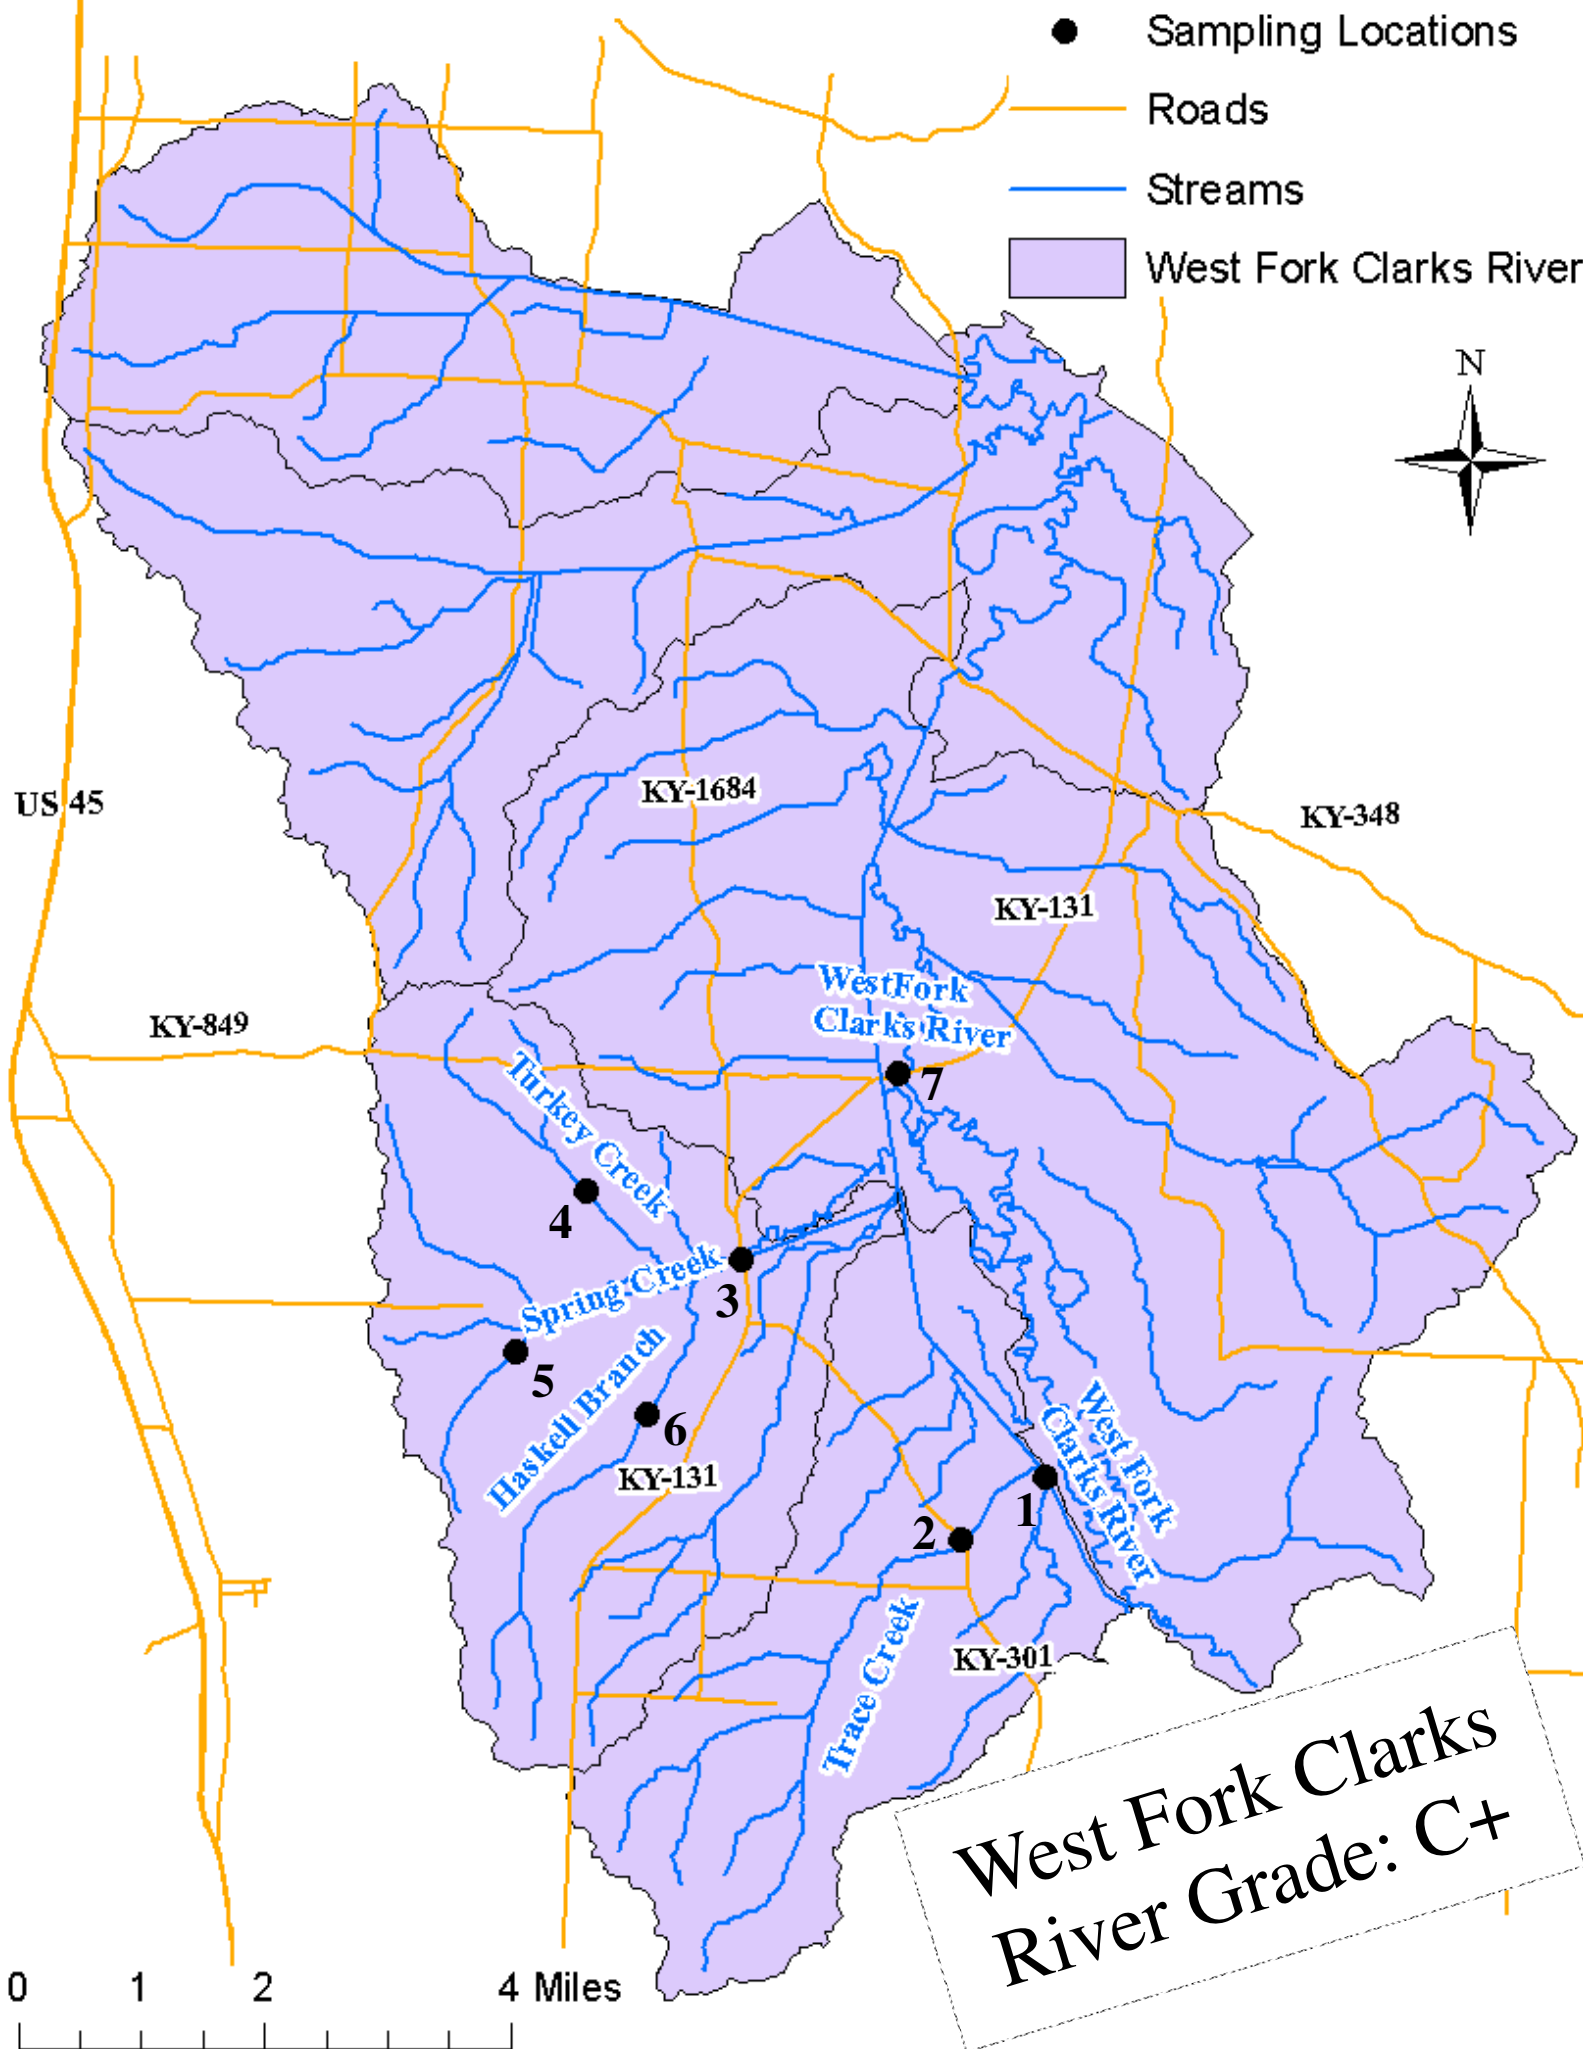 Sampling Locations
Roads
Streams
West Fork Clarks River
N
US 45
KY-1684
KY-348
KY-131
WestFork
Clarks River
KY-849
7
Turkey Creek
4
Spring Creek
3
5
Haskell Branch
6
KY-131
West Fork
Clarks River
1
2
Trace Creek
KY-301
West Fork Clarks
River Grade: C+
0 1 2 4 Miles